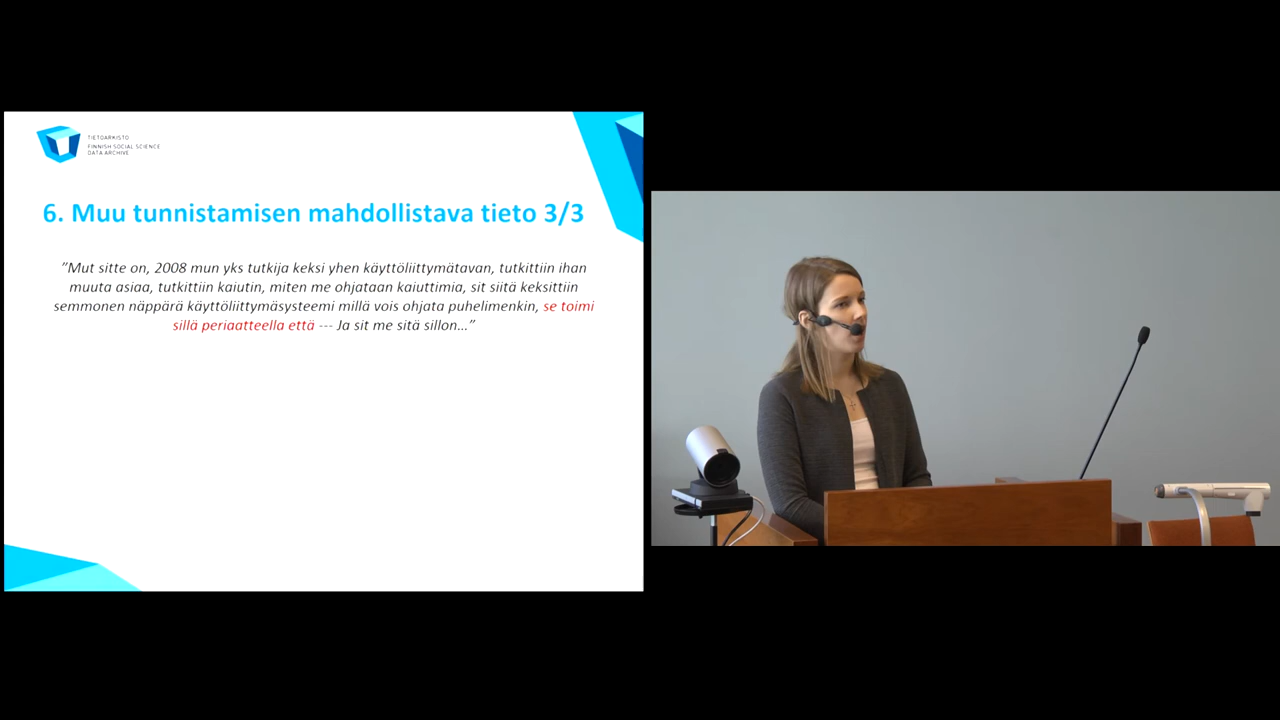 TIETOARKISTO
FINNISH SOCIAL SCIENCE
DATA ARCHIVE
6. Muu tunnistamisen mahdollistava tieto 3/3
”Mut sitte on, 2008 mun yks tutkija keksi yhen käyttöliittymätavan, tutkittiin ihan
muuta asiaa, tutkittiin kaiutin, miten me ohjataan kaiuttimia, sit siitä keksittiin
semmonen näppärä käyttöliittymäsysteemi millä vois ohjata puhelimenkin, se toimi
sillä periaatteella että --- Ja sit me sitä sillon…”